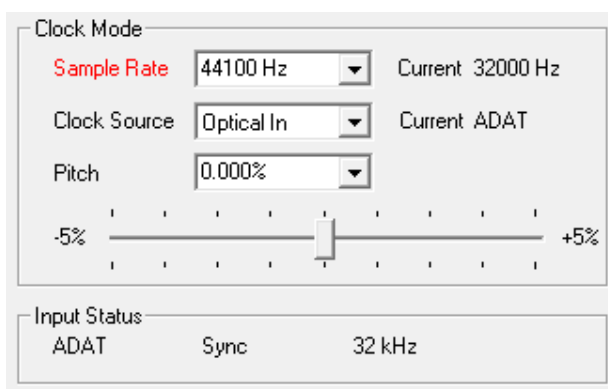 Clock Mode
Sample Rate 44100 Hz Current 32000 Hz
Clock Source Optical In Current ADAT
Pitch 0.000%
-5% +5%
Input Status
ADAT Sync 32 kHz